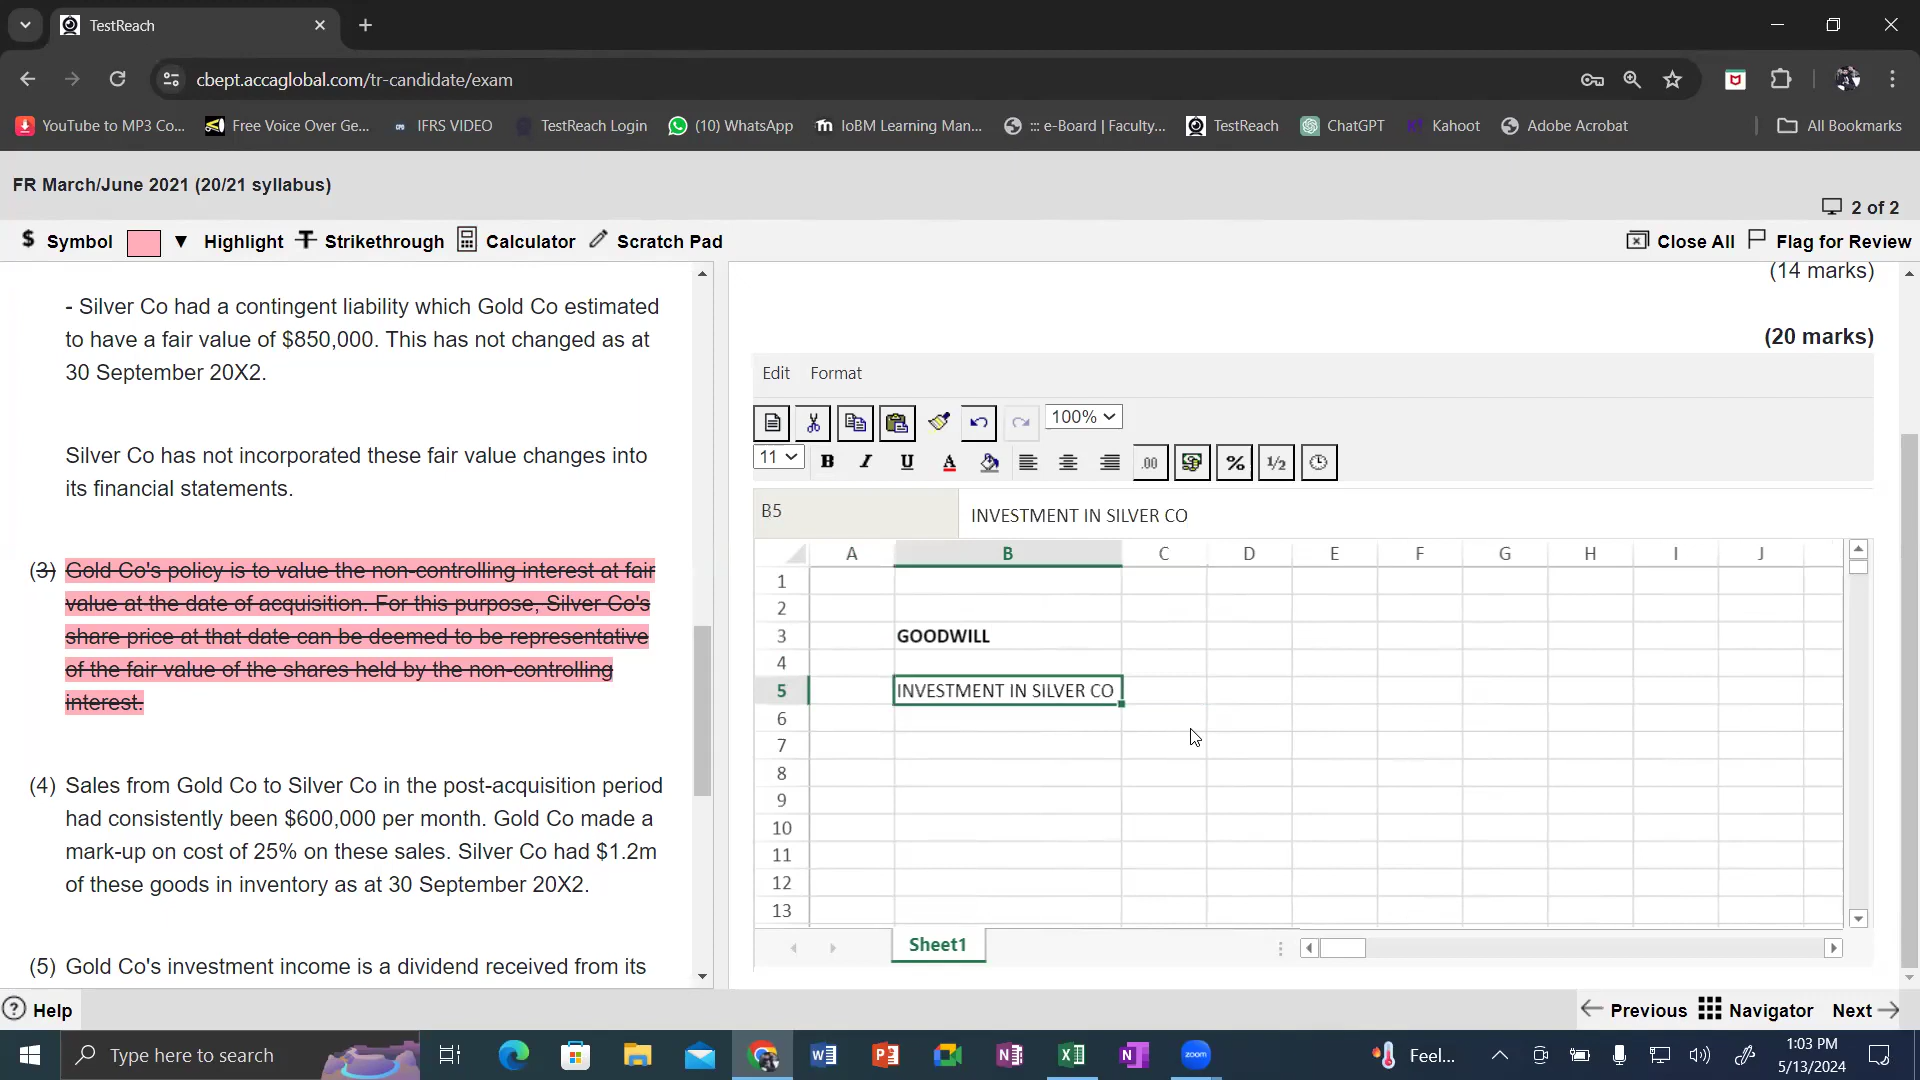 TestReach
cbept.accaglobal.com/tr-candidate/exam
YouTube to MP3 Co...
Free Voice Over Ge...
IFRS VIDEO
TestReach Login
(10) WhatsApp
IoBM Learning Man...
::: e-Board | Faculty...
TestReach
ChatGPT
Kahoot
Adobe Acrobat
All Bookmarks
FR March/June 2021 (20/21 syllabus)
2 of 2
$ Symbol
Highlight
Strikethrough
Calculator
Scratch Pad
Close All
Flag for Review
- Silver Co had a contingent liability which Gold Co estimated
to have a fair value of $850,000. This has not changed as at
30 September 20X2.
Silver Co has not incorporated these fair value changes into
its financial statements.
(3) Gold Co's policy is to value the non-controlling interest at fair
value at the date of acquisition. For this purpose, Silver Co's
share price at that date can be deemed to be representative
of the fair value of the shares held by the non-controlling
interest.
(4) Sales from Gold Co to Silver Co in the post-acquisition period
had consistently been $600,000 per month. Gold Co made a
mark-up on cost of 25% on these sales. Silver Co had $1.2m
of these goods in inventory as at 30 September 20X2.
(5) Gold Co's investment income is a dividend received from its
(14 marks)
(20 marks)
Edit Format
100%
11 B I U A .00 % 1/2
B5 INVESTMENT IN SILVER CO
A B C D E F G H I J
1
2
3 GOODWILL
4
5 INVESTMENT IN SILVER CO
6
7
8
9
10
11
12
13
Sheet1
Help
Previous
Navigator
Next
Type here to search
zoom
Feel...
1:03 PM
5/13/2024